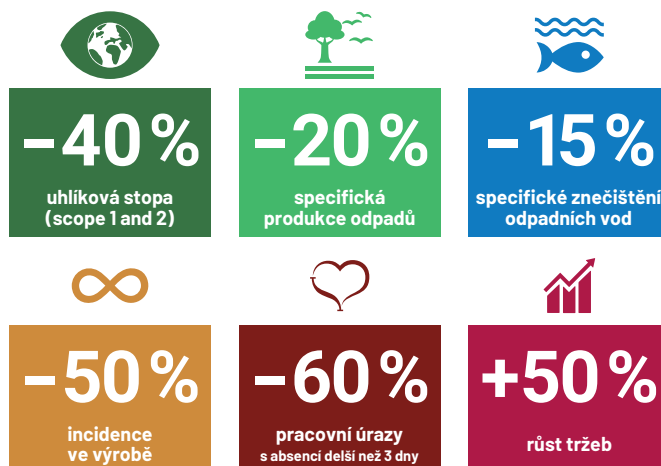 –40 %
uhlíková stopa
(scope 1 and 2)
–20 %
specifická
produkce odpadů
–15 %
specifické znečištění
odpadních vod
–50 %
incidence
ve výrobě
–60 %
pracovní úrazy
s absencí delší než 3 dny
+50 %
růst tržeb